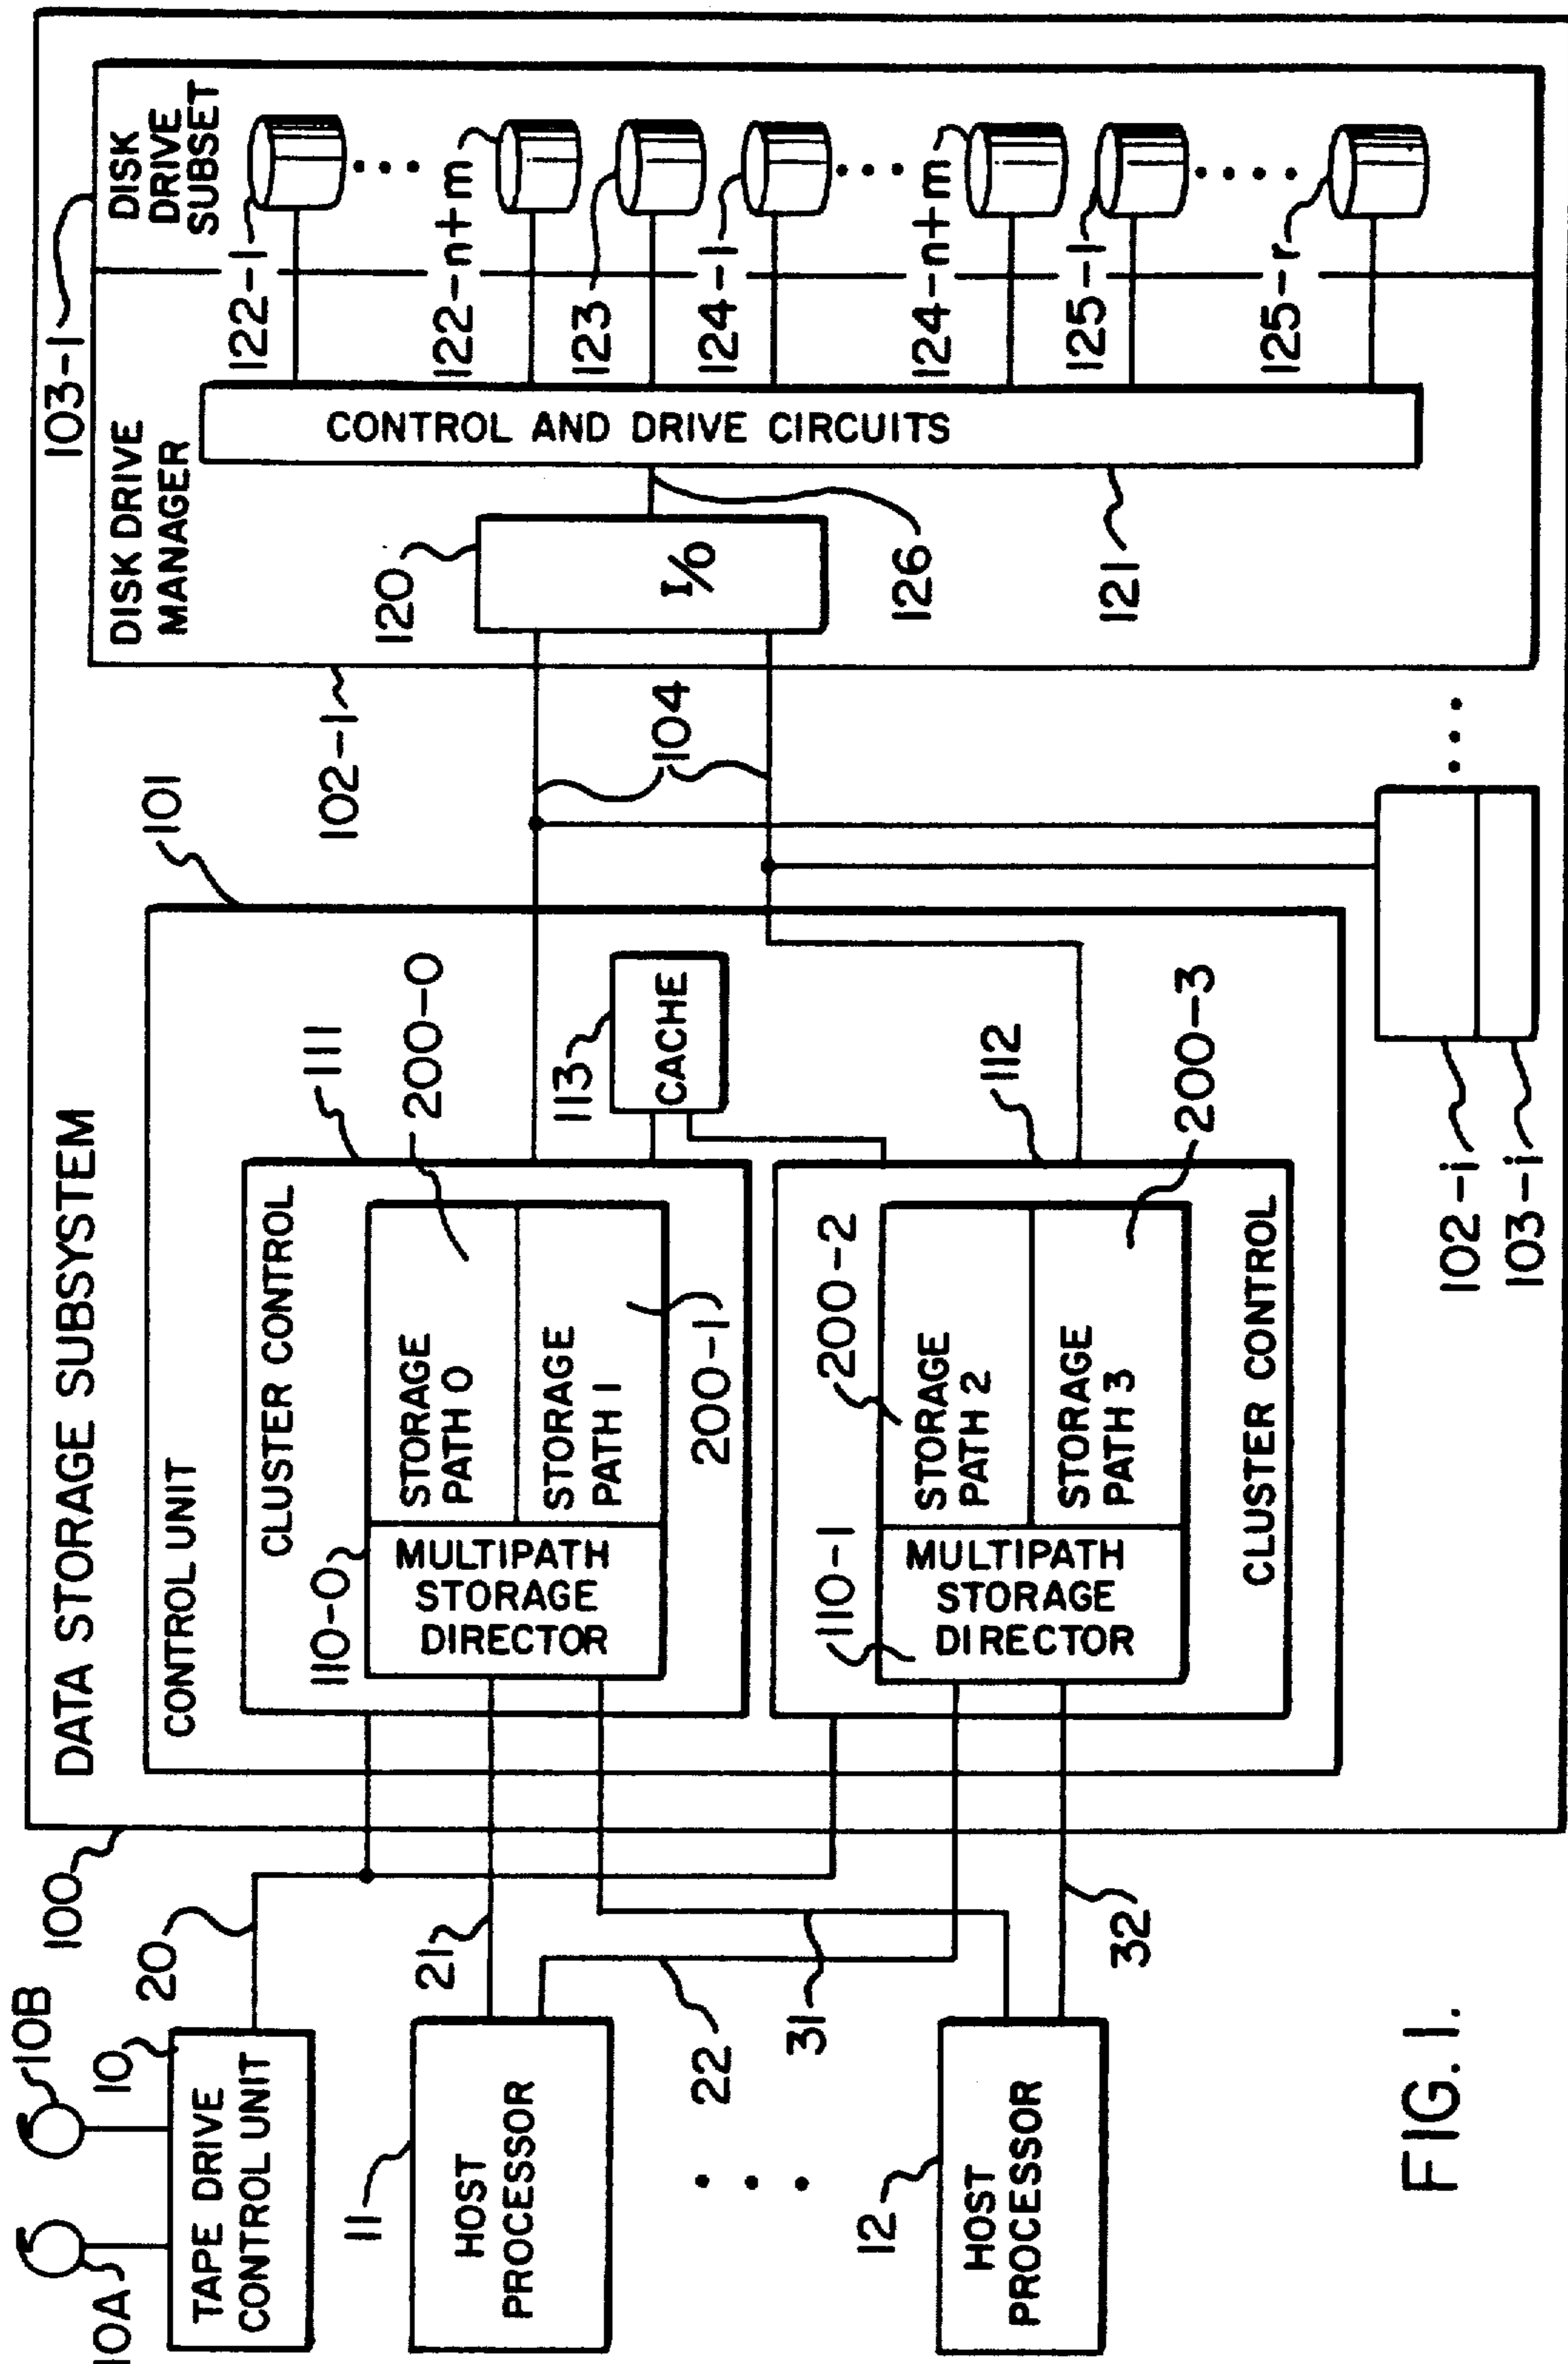 10A
10B
10
TAPE DRIVE
CONTROL UNIT
20
11
HOST
PROCESSOR
21
22
12
HOST
PROCESSOR
31
32
100
DATA STORAGE SUBSYSTEM
CONTROL UNIT
101
CLUSTER CONTROL
111
110-0
MULTIPATH
STORAGE
DIRECTOR
STORAGE
PATH 0
200-0
STORAGE
PATH 1
200-1
113
CACHE
110-1
MULTIPATH
STORAGE
DIRECTOR
200-2
STORAGE
PATH 2
STORAGE
PATH 3
200-3
112
CLUSTER CONTROL
104
102-i
103-i
...
102-1
DISK DRIVE
MANAGER
103-1
DISK
DRIVE
SUBSET
120
I/O
126
CONTROL AND DRIVE CIRCUITS
121
122-1
122-n+m
123
124-1
124-n+m
125-1
125-r
FIG. 1.